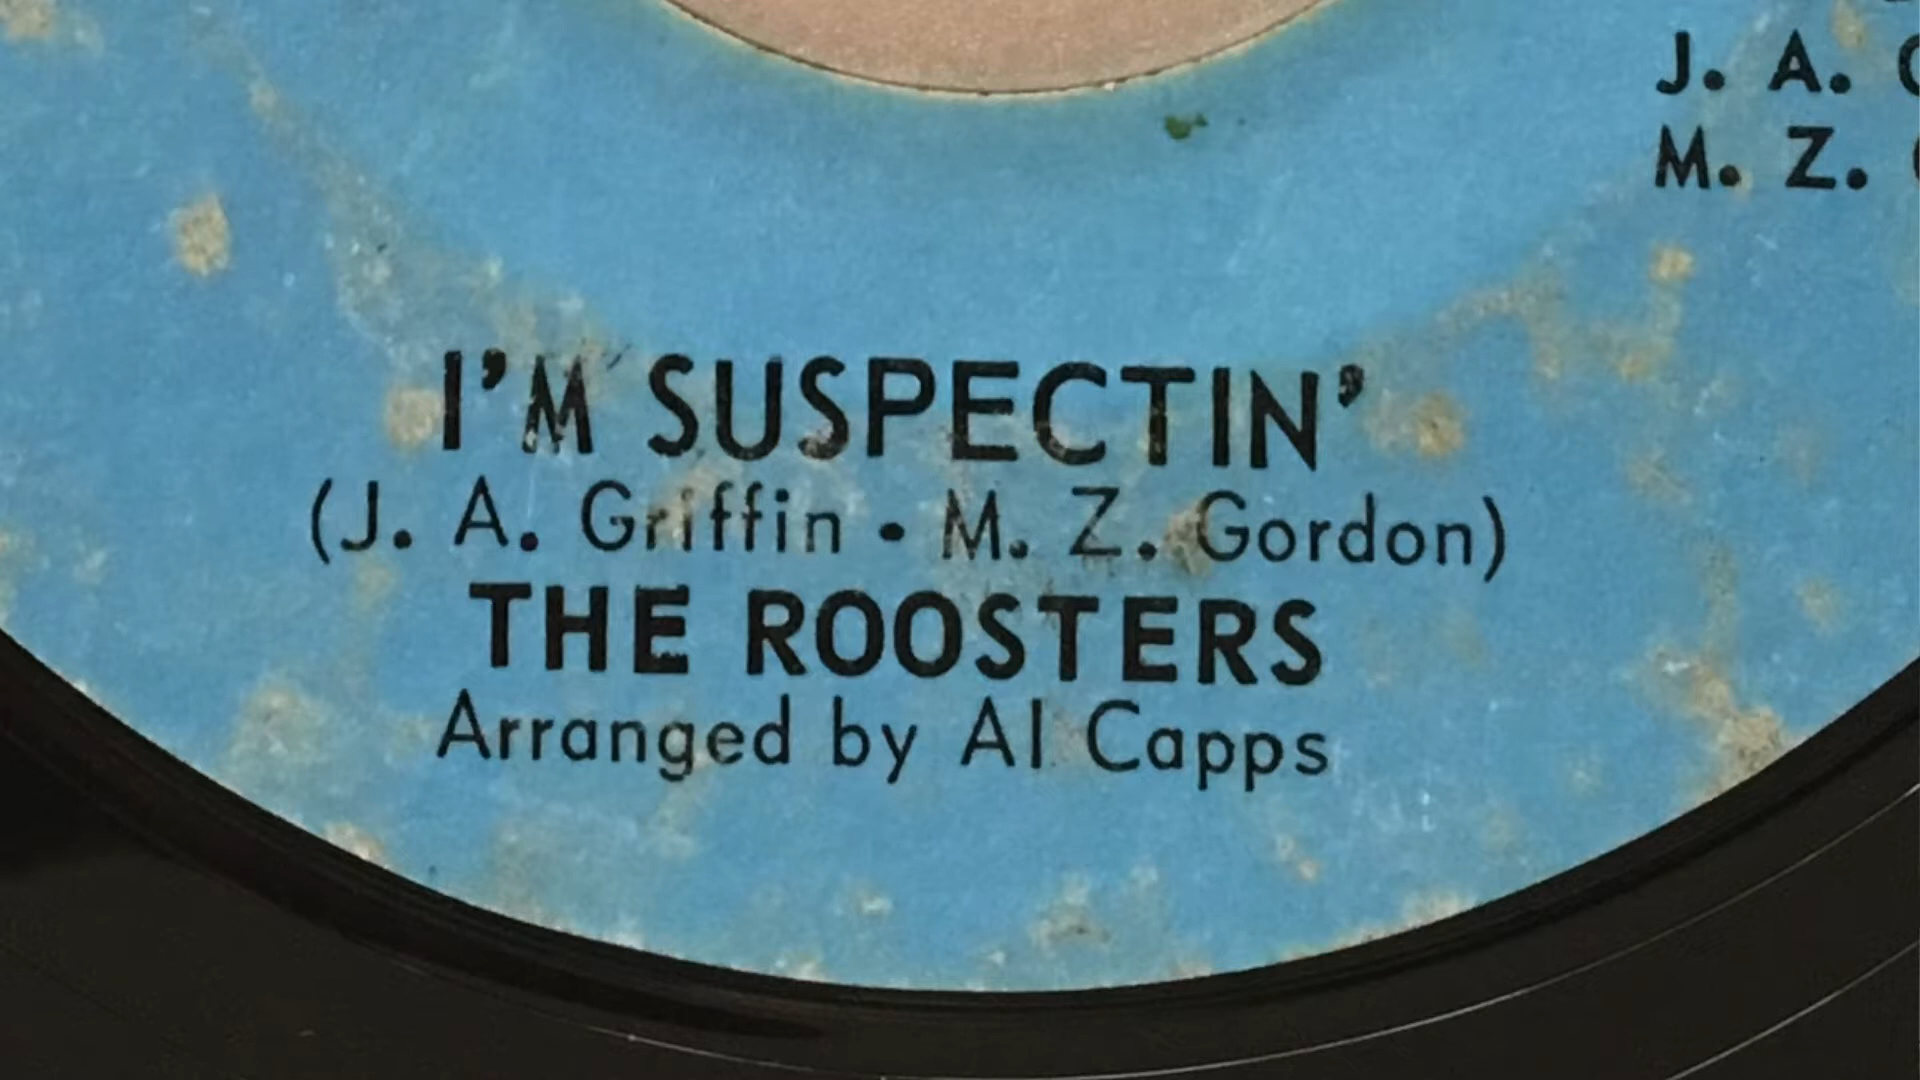 J. A.
M. Z.
I'M SUSPECTIN'
(J. A. Griffin • M. Z. Gordon)
THE ROOSTERS
Arranged by Al Capps